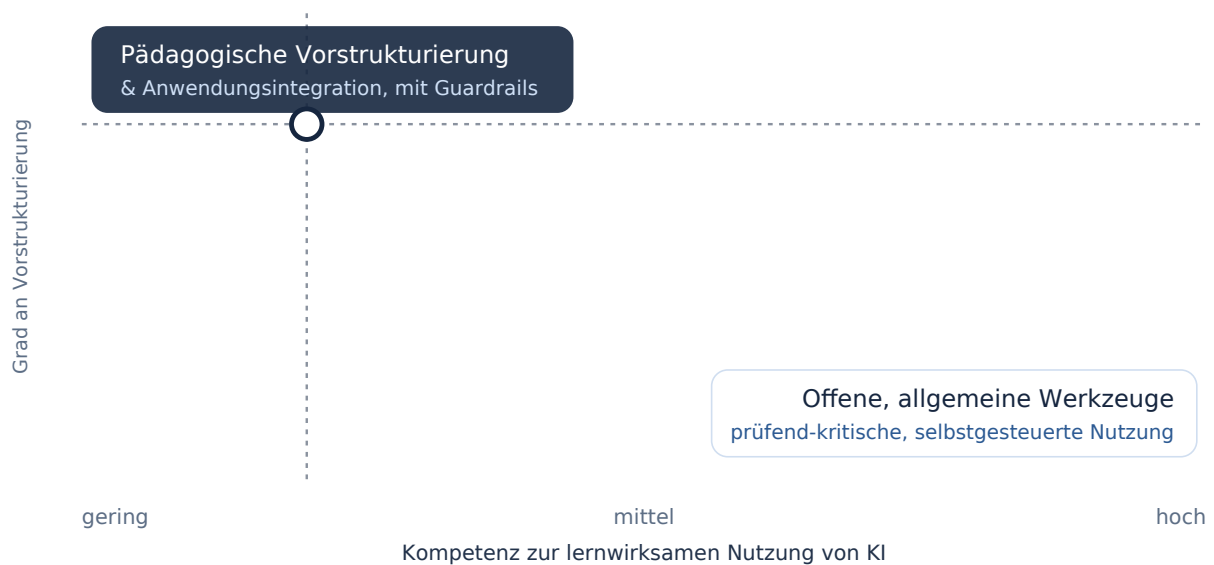 Pädagogische Vorstrukturierung
& Anwendungsintegration, mit Guardrails
Grad an Vorstrukturierung
Offene, allgemeine Werkzeuge
prüfend-kritische, selbstgesteuerte Nutzung
gering
mittel
hoch
Kompetenz zur lernwirksamen Nutzung von KI